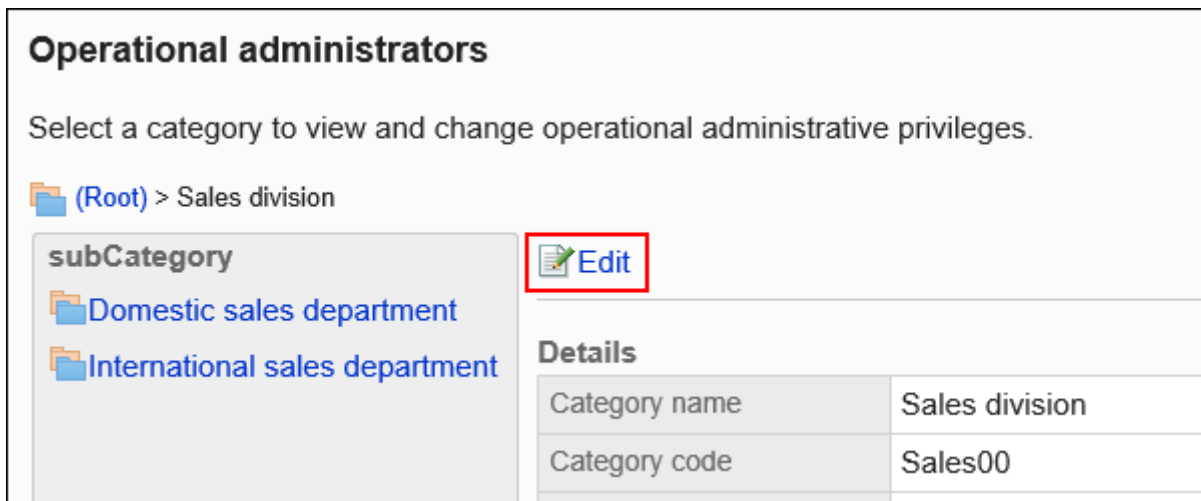 Operational administrators
Select a category to view and change operational administrative privileges.
(Root) > Sales division
subCategory
Domestic sales department
International sales department
Edit
Details
Category name Sales division
Category code Sales00